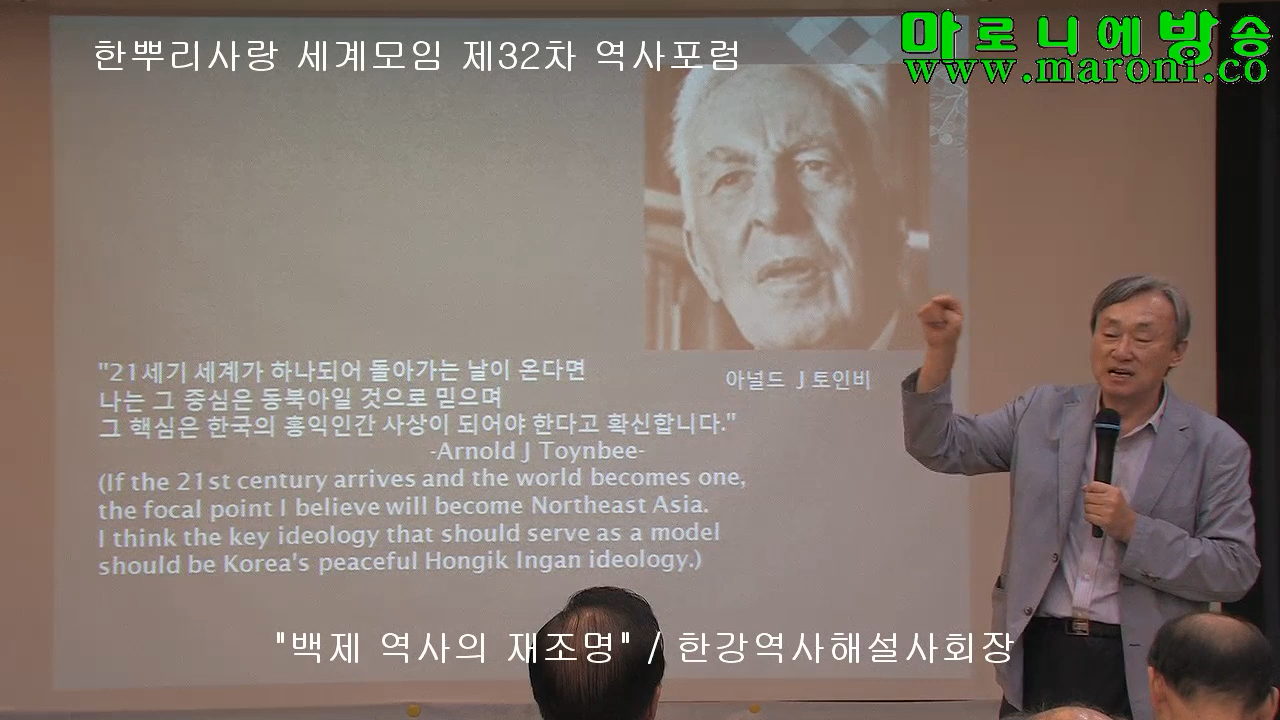 한뿌리사랑 세계모임 제32차 역사포럼
마로니에방송
www.maroni.co
"21세기 세계가 하나되어 돌아가는 날이 온다면
나는 그 중심은 동북아일 것으로 믿으며
그 핵심은 한국의 홍익인간 사상이 되어야 한다고 확신합니다."
-Arnold J Toynbee-
(If the 21st century arrives and the world becomes one,
the focal point I believe will become Northeast Asia.
I think the key ideology that should serve as a model
should be Korea's peaceful Hongik Ingan ideology.)
아널드 J 토인비
"백제 역사의 재조명" / 한강역사해설사회장